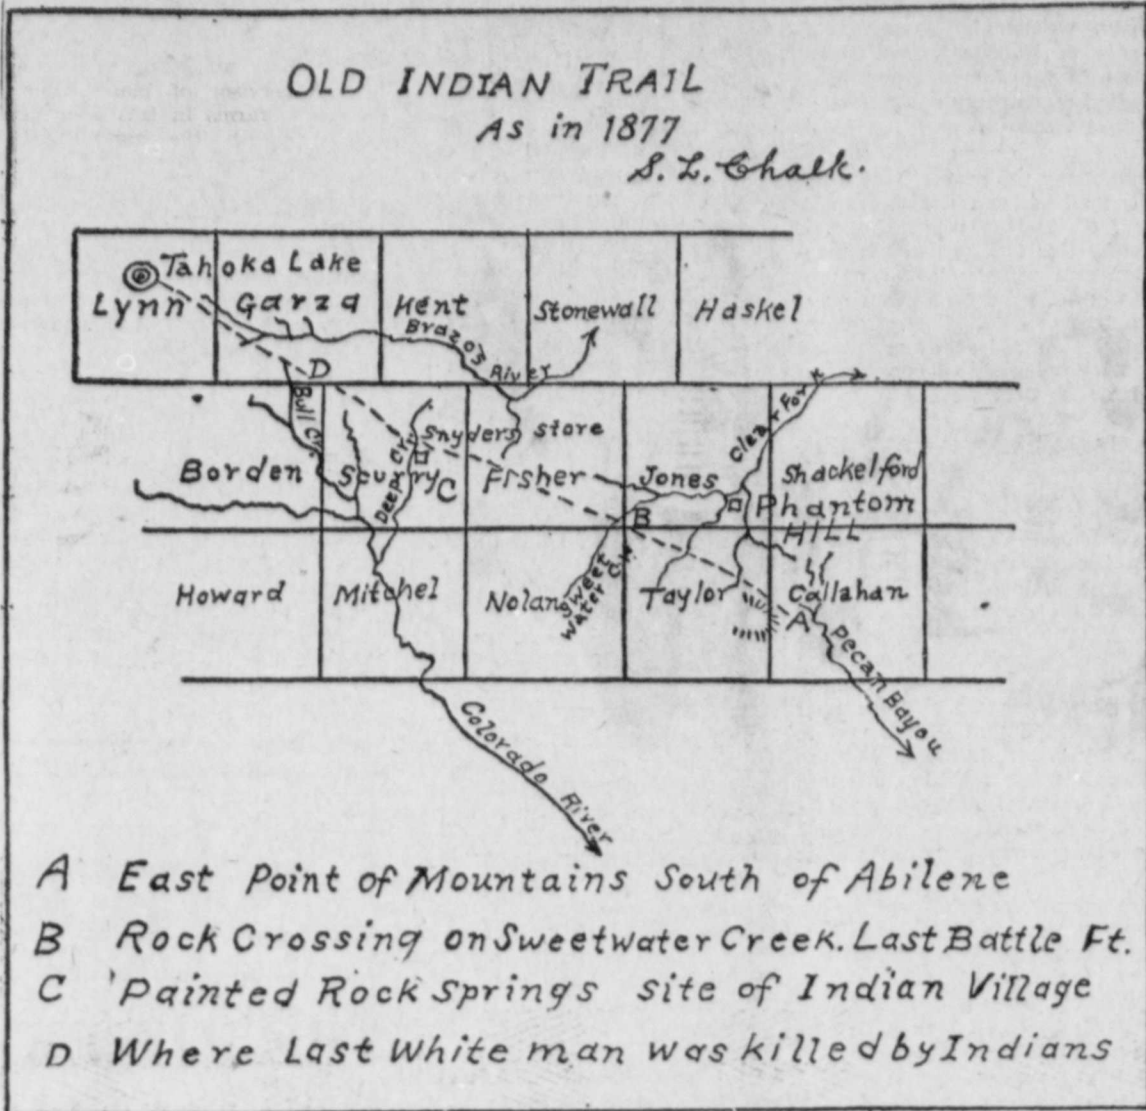 OLD INDIAN TRAIL
As in 1877
S. L. Chalk.
Tahoka Lake
Lynn
Garza
Kent
Stonewall
Haskel
Brazos River
D
Bull Cr.
Clear Fork
Snyders store
Borden
Scurry
C
Deep Cr.
Fisher
Jones
Shackelford
Phantom
HILL
B
Howard
Mitchel
Nolan
Sweet
water Cr.
Taylor
Callahan
A
Pecan Bayou
Colorado River
A East Point of Mountains South of Abilene
B Rock Crossing on Sweetwater Creek. Last Battle Ft.
C Painted Rock Springs site of Indian Village
D Where Last White man was killed by Indians